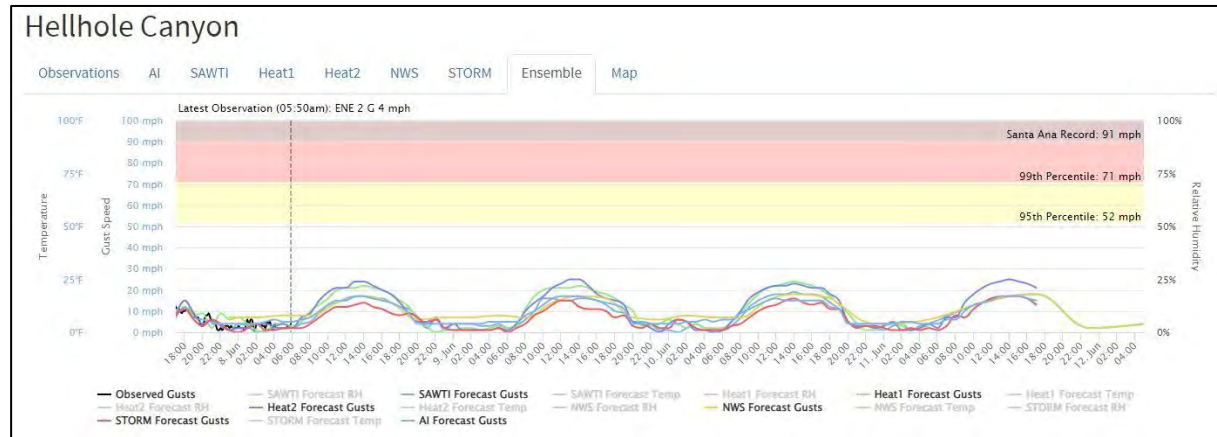 Hellhole Canyon
Observations AI SAWTI Heat1 Heat2 NWS STORM Ensemble Map
Latest Observation (05:50am): ENE 2 G 4 mph
100°F 100 mph 100%
90 mph Santa Ana Record: 91 mph
80 mph
75°F 75%
70 mph 99th Percentile: 71 mph
60 mph
50°F 50 mph 95th Percentile: 52 mph 50%
40 mph
30 mph
25°F 25%
20 mph
10 mph
0°F 0 mph 0%
Temperature
Gust Speed
Relative Humidity
18:00 20:00 22:00 8. Jun 02:00 04:00 06:00 08:00 10:00 12:00 14:00 16:00 18:00 20:00 22:00 9. Jun 02:00 04:00 06:00 08:00 10:00 12:00 14:00 16:00 18:00 20:00 22:00 10. Jun 02:00 04:00 06:00 08:00 10:00 12:00 14:00 16:00 18:00 20:00 22:00 11. Jun 02:00 04:00 06:00 08:00 10:00 12:00 14:00 16:00 18:00 20:00 22:00 12. Jun 02:00 04:00
Observed Gusts SAWTI Forecast RH SAWTI Forecast Gusts SAWTI Forecast Temp Heat1 Forecast RH Heat1 Forecast Gusts Heat1 Forecast Temp
Heat2 Forecast RH Heat2 Forecast Gusts Heat2 Forecast Temp NWS Forecast RH NWS Forecast Gusts NWS Forecast Temp STORM Forecast RH
STORM Forecast Gusts STORM Forecast Temp AI Forecast Gusts